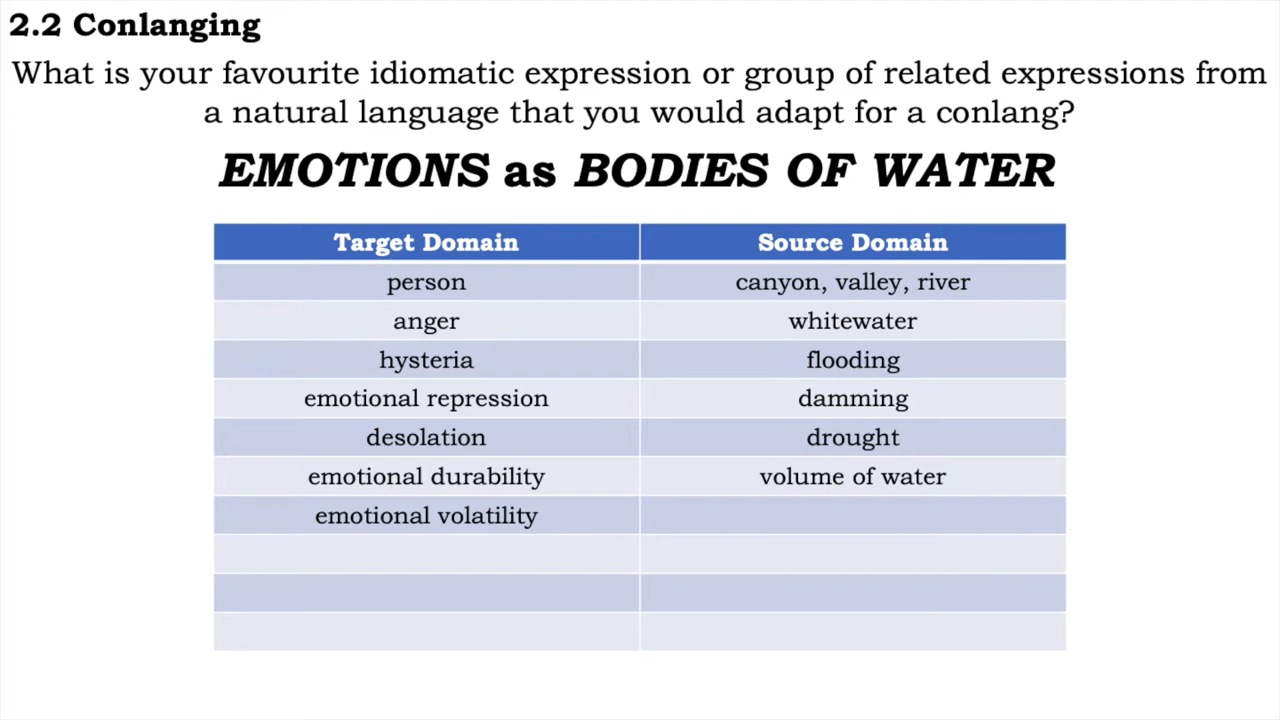 2.2 Conlanging
What is your favourite idiomatic expression or group of related expressions from
a natural language that you would adapt for a conlang?
EMOTIONS as BODIES OF WATER
Target Domain Source Domain
person canyon, valley, river
anger whitewater
hysteria flooding
emotional repression damming
desolation drought
emotional durability volume of water
emotional volatility